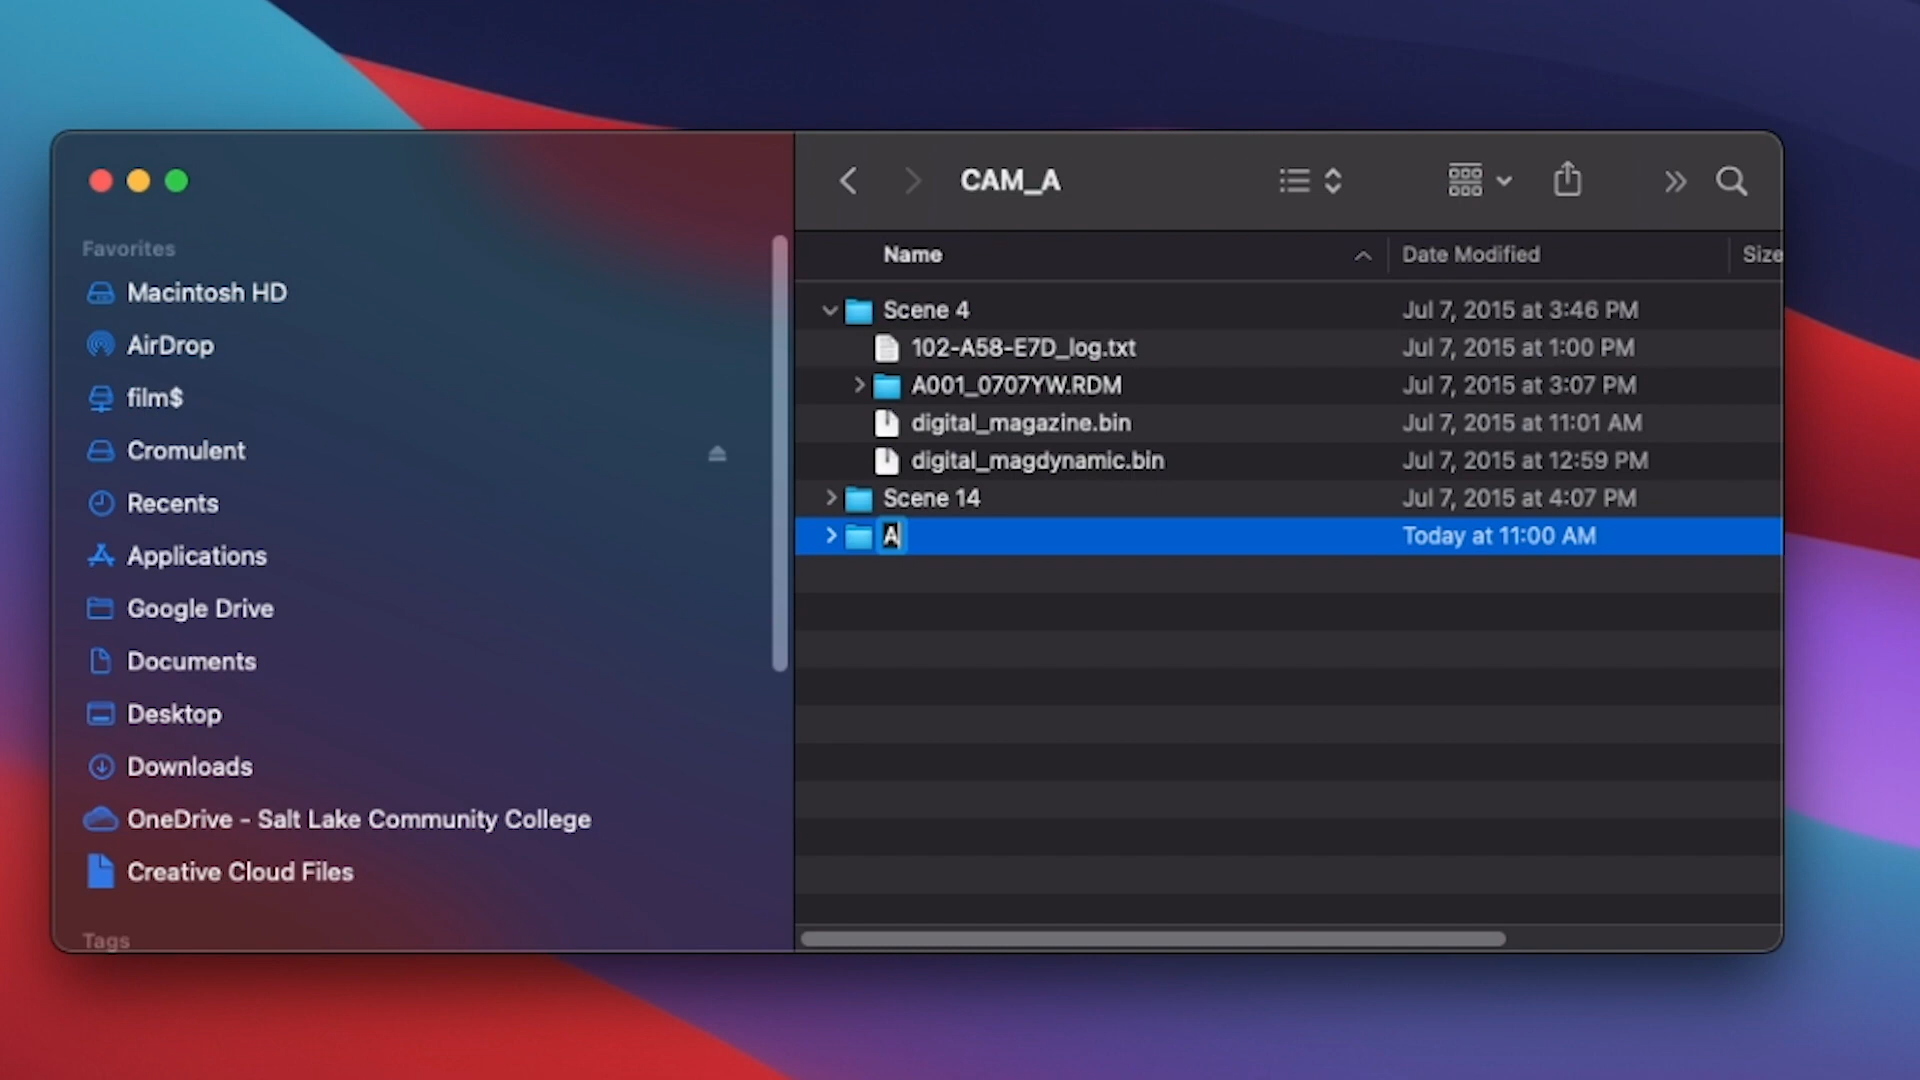 CAM_A
Favorites
Macintosh HD
AirDrop
film$
Cromulent
Recents
Applications
Google Drive
Documents
Desktop
Downloads
OneDrive - Salt Lake Community College
Creative Cloud Files
Tags
Name Date Modified Size
Scene 4 Jul 7, 2015 at 3:46 PM
102-A58-E7D_log.txt Jul 7, 2015 at 1:00 PM
A001_0707YW.RDM Jul 7, 2015 at 3:07 PM
digital_magazine.bin Jul 7, 2015 at 11:01 AM
digital_magdynamic.bin Jul 7, 2015 at 12:59 PM
Scene 14 Jul 7, 2015 at 4:07 PM
A Today at 11:00 AM